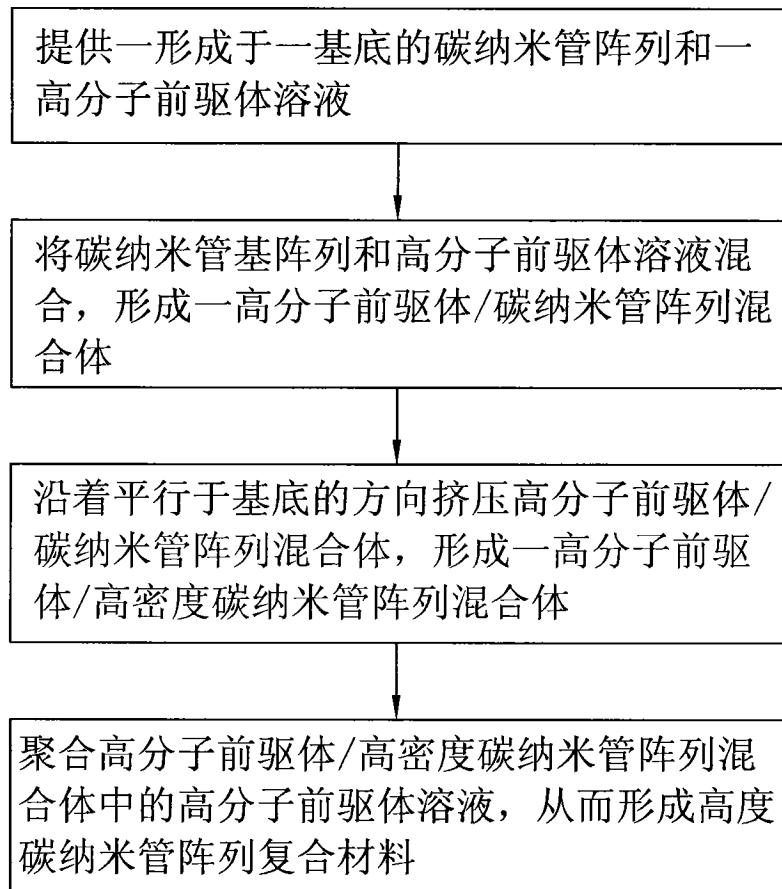 提供一形成于一基底的碳纳米管阵列和一
高分子前驱体溶液
将碳纳米管基阵列和高分子前驱体溶液混
合，形成一高分子前驱体/碳纳米管阵列混
合体
沿着平行于基底的方向挤压高分子前驱体/
碳纳米管阵列混合体，形成一高分子前驱
体/高密度碳纳米管阵列混合体
聚合高分子前驱体/高密度碳纳米管阵列混
合体中的高分子前驱体溶液，从而形成高度
碳纳米管阵列复合材料